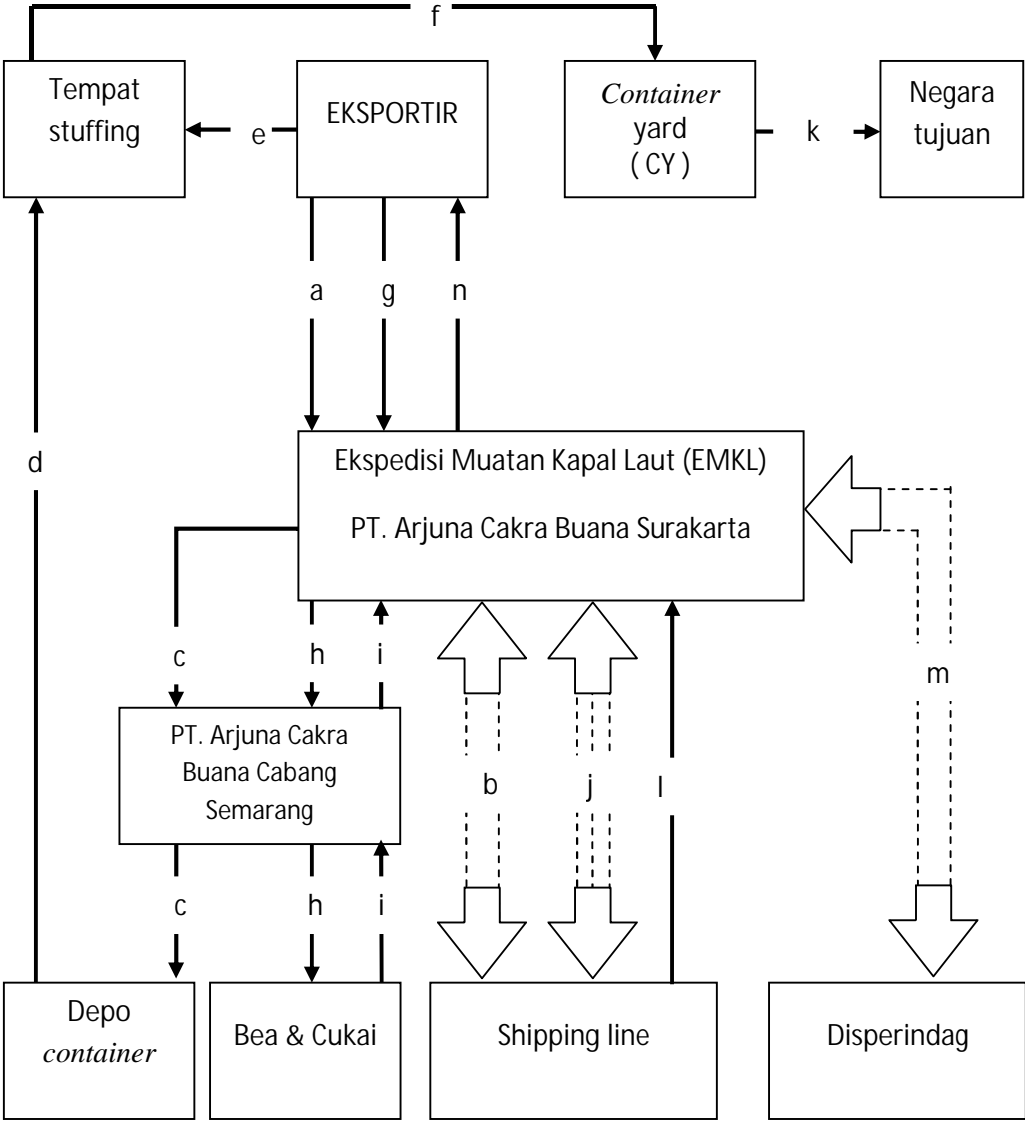 f
Tempat
stuffing
e
EKSPORTIR
Container
yard
( CY )
k
Negara
tujuan
a
g
n
d
Ekspedisi Muatan Kapal Laut (EMKL)
PT. Arjuna Cakra Buana Surakarta
c
h
i
m
PT. Arjuna Cakra
Buana Cabang
Semarang
b
j
l
c
h
i
Depo
container
Bea & Cukai
Shipping line
Disperindag